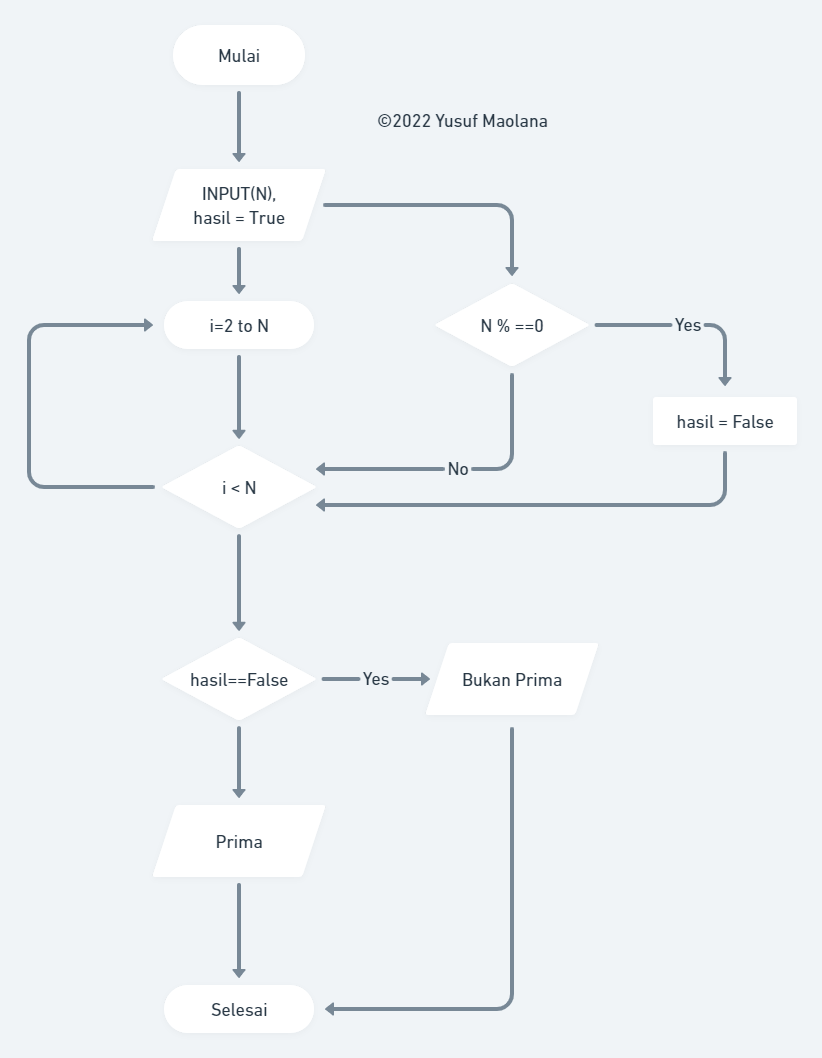 Mulai
©2022 Yusuf Maolana
INPUT(N),
hasil = True
i=2 to N
N % ==0
Yes
hasil = False
No
i < N
hasil==False
Yes
Bukan Prima
Prima
Selesai